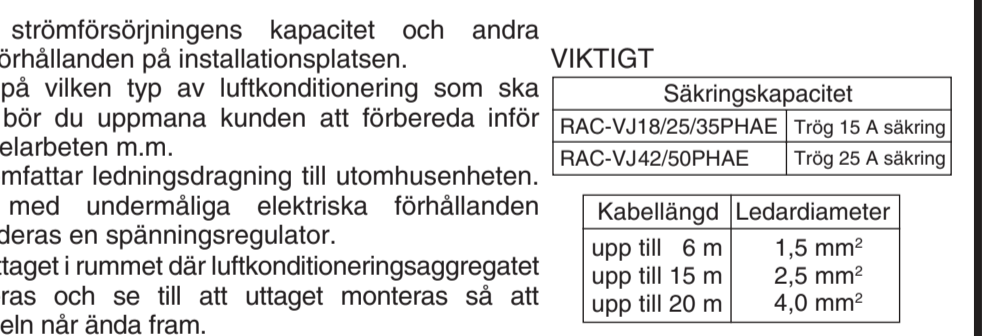 strömförsörjningens kapacitet och andra
örhållanden på installationsplatsen.
på vilken typ av luftkonditionering som ska
bör du uppmana kunden att förbereda inför
elarbeten m.m.
mfattar ledningsdragning till utomhusenheten.
med undermåliga elektriska förhållanden
deras en spänningsregulator.
ttaget i rummet där luftkonditioneringsaggregatet
ras och se till att uttaget monteras så att
eln når ända fram.
VIKTIGT
Säkringskapacitet
RAC-VJ18/25/35PHAE Trög 15 A säkring
RAC-VJ42/50PHAE Trög 25 A säkring
Kabellängd Ledardiameter
upp till 6 m 1,5 mm²
upp till 15 m 2,5 mm²
upp till 20 m 4,0 mm²